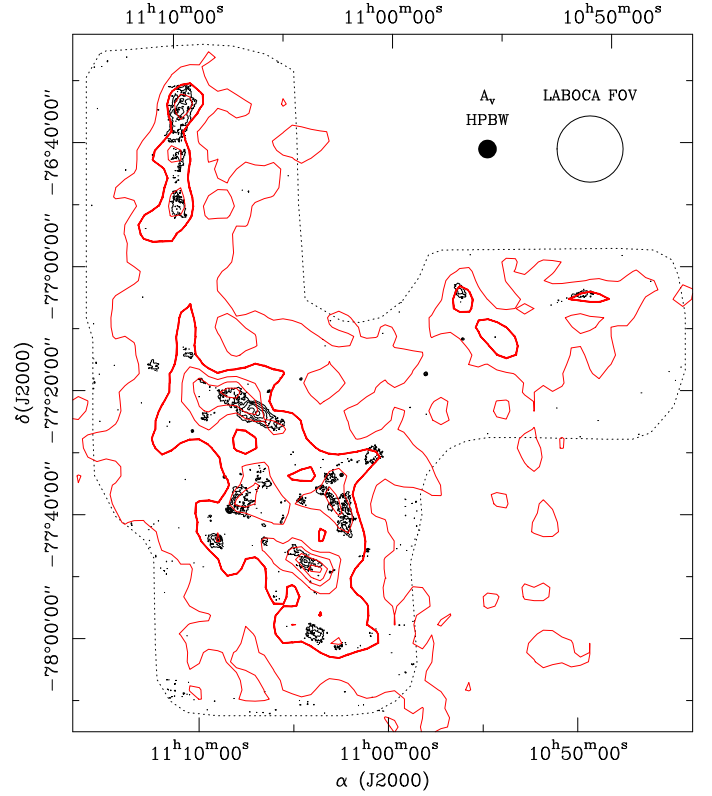 11ʰ10ᵐ00ˢ 11ʰ00ᵐ00ˢ 10ʰ50ᵐ00ˢ
Aᵥ LABOCA FOV
HPBW
−76°40′00″
−77°00′00″
−77°20′00″
δ(J2000)
−77°40′00″
−78°00′00″
11ʰ10ᵐ00ˢ 11ʰ00ᵐ00ˢ 10ʰ50ᵐ00ˢ
α (J2000)